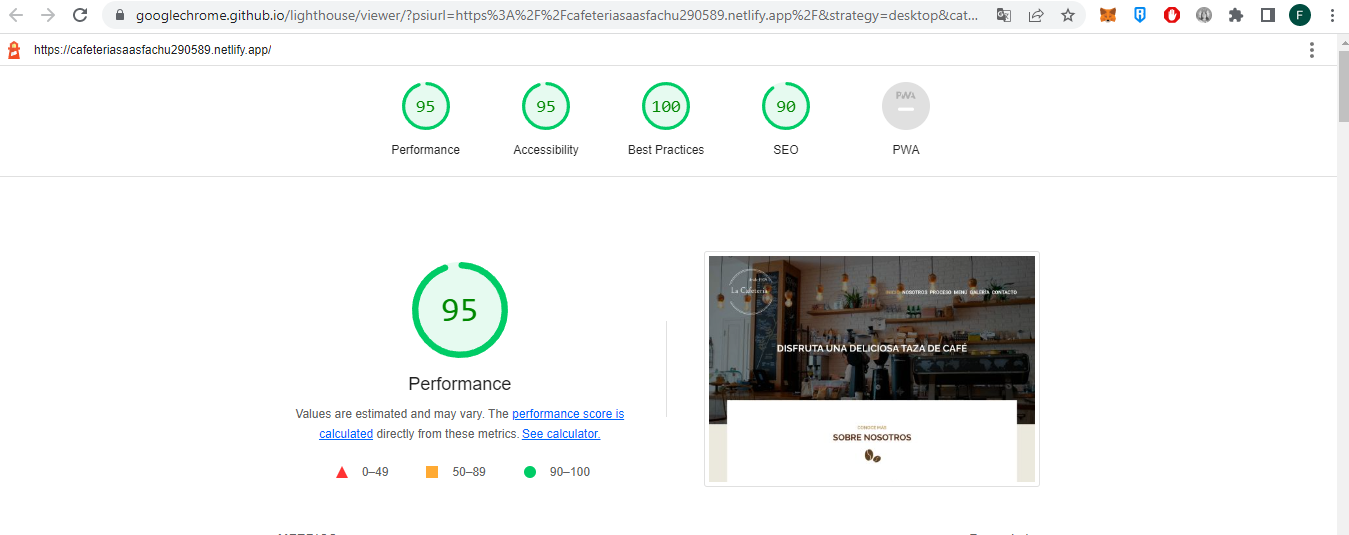 googlechrome.github.io/lighthouse/viewer/?psiurl=https%3A%2F%2Fcafeteriasaasfachu290589.netlify.app%2F&strategy=desktop&cat...
F
https://cafeteriasaasfachu290589.netlify.app/
95
95
100
90
PWA
Performance
Accessibility
Best Practices
SEO
PWA
95
Performance
Values are estimated and may vary. The performance score is
calculated directly from these metrics. See calculator.
0–49
50–89
90–100
La Cafetería
INICIO NOSOTROS PROCESO MENÚ GALERÍA CONTACTO
DISFRUTA UNA DELICIOSA TAZA DE CAFÉ
CONOCE MÁS
SOBRE NOSOTROS
METRICS